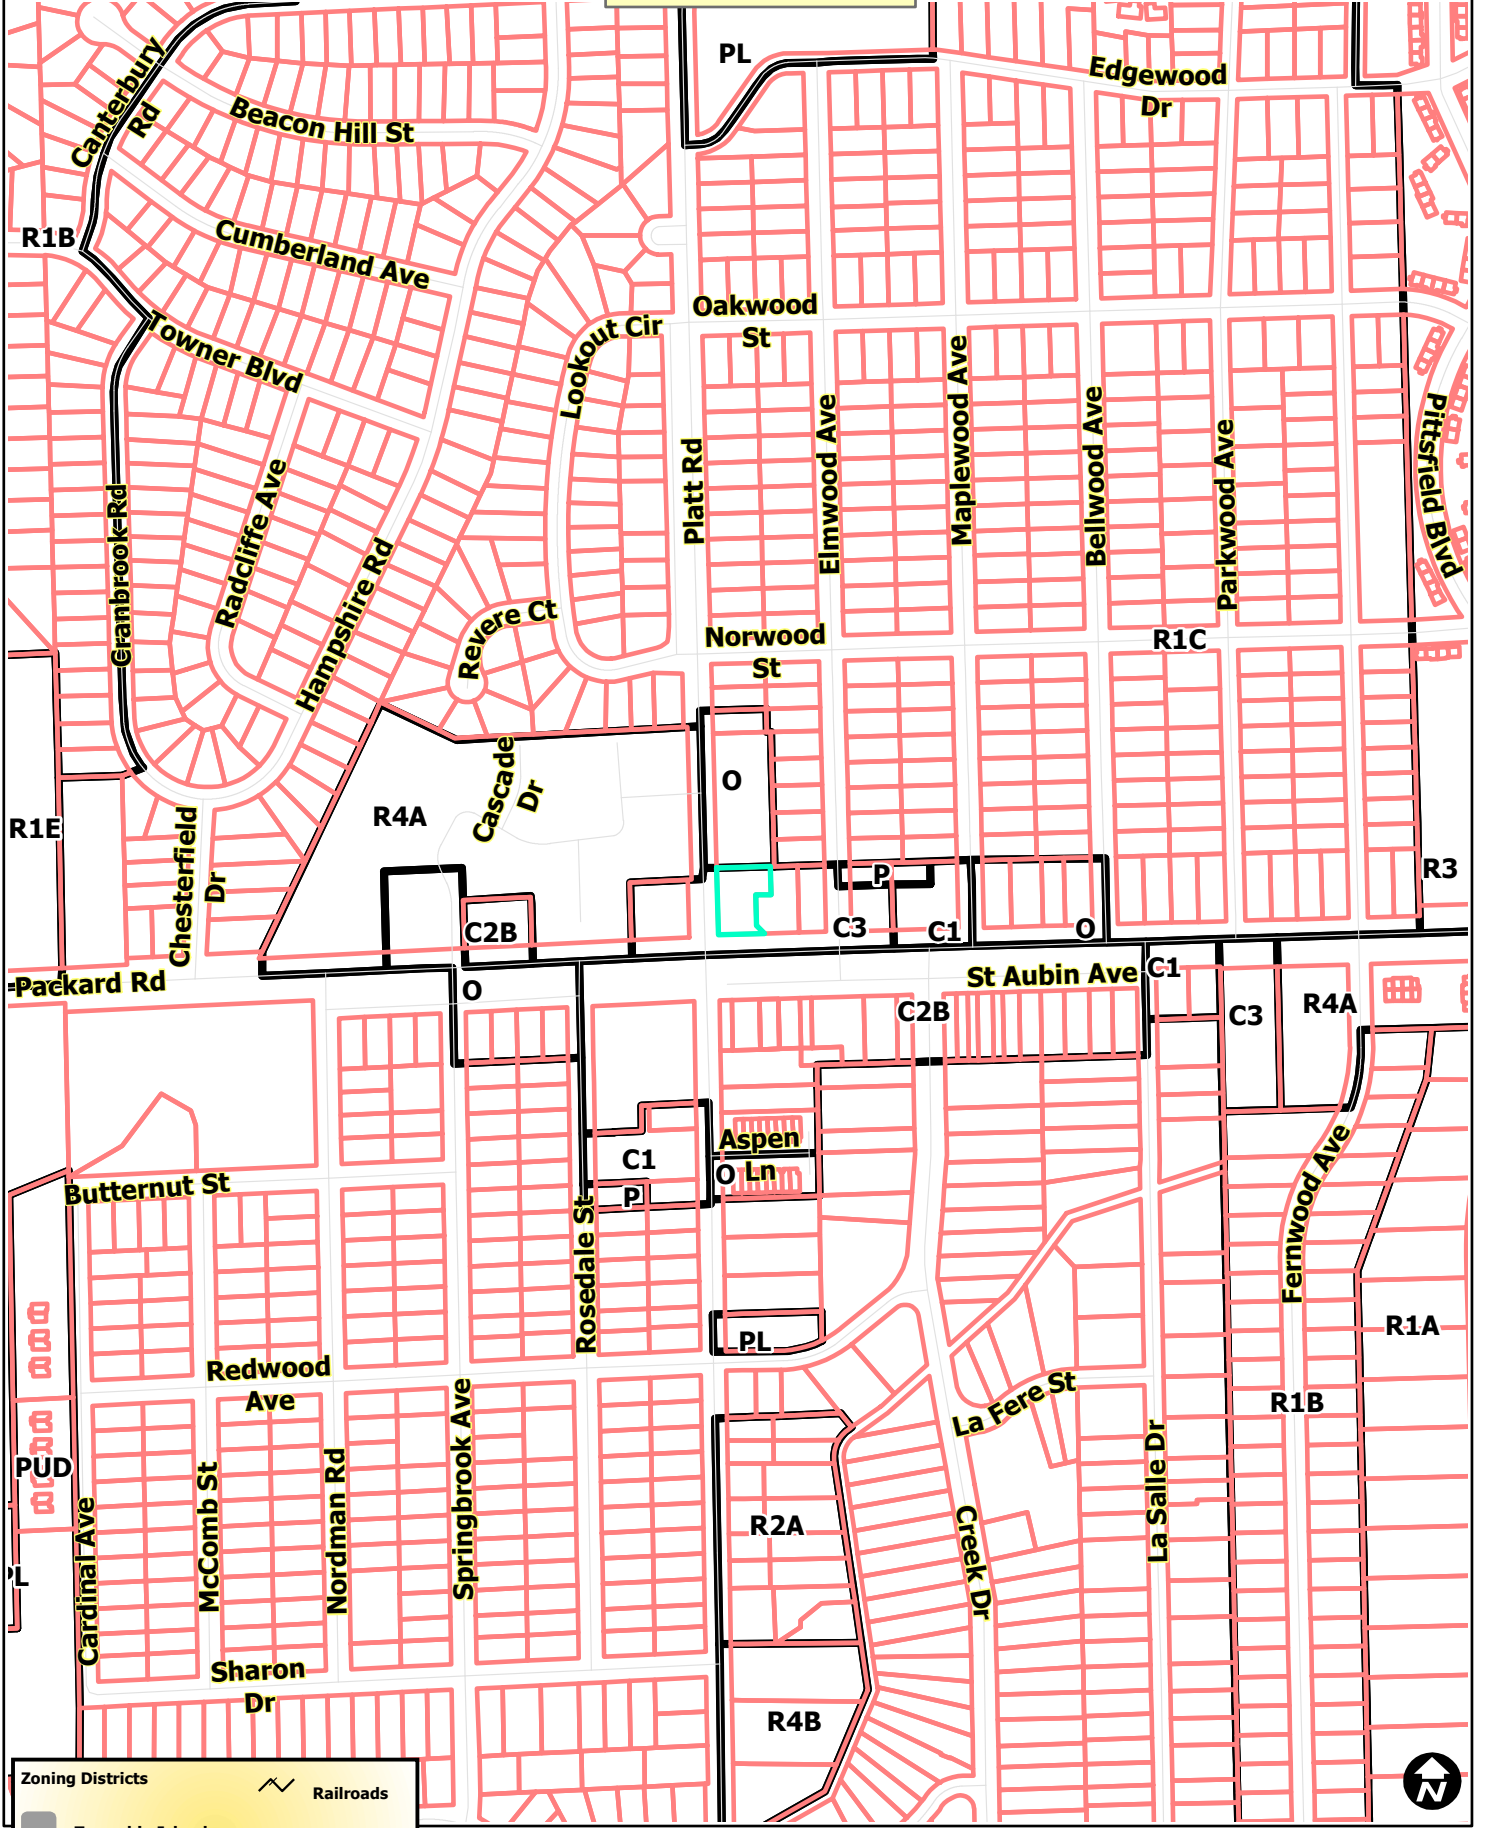 PL
Edgewood
Dr
Canterbury
Rd
Beacon Hill St
R1B
Cumberland Ave
Oakwood
St
Towner Blvd
Lookout Cir
Platt Rd
Elmwood Ave
Maplewood Ave
Bellwood Ave
Parkwood Ave
Pittsfield Blvd
Cranbrook Rd
Radcliffe Ave
Hampshire Rd
Revere Ct
Norwood
St
R1C
Cascade
Dr
O
R4A
R1E
Chesterfield
Dr
P
R3
C2B
C3
C1
O
Packard Rd
O
St Aubin Ave
C1
C2B
C3
R4A
Aspen
Ln
C1
O
P
Butternut St
Rosedale St
Fernwood Ave
PL
R1A
Redwood
Ave
La Fere St
R1B
PUD
Cardinal Ave
McComb St
Nordman Rd
Springbrook Ave
R2A
Creek Dr
La Salle Dr
PL
Sharon
Dr
R4B
Zoning Districts
Railroads
N